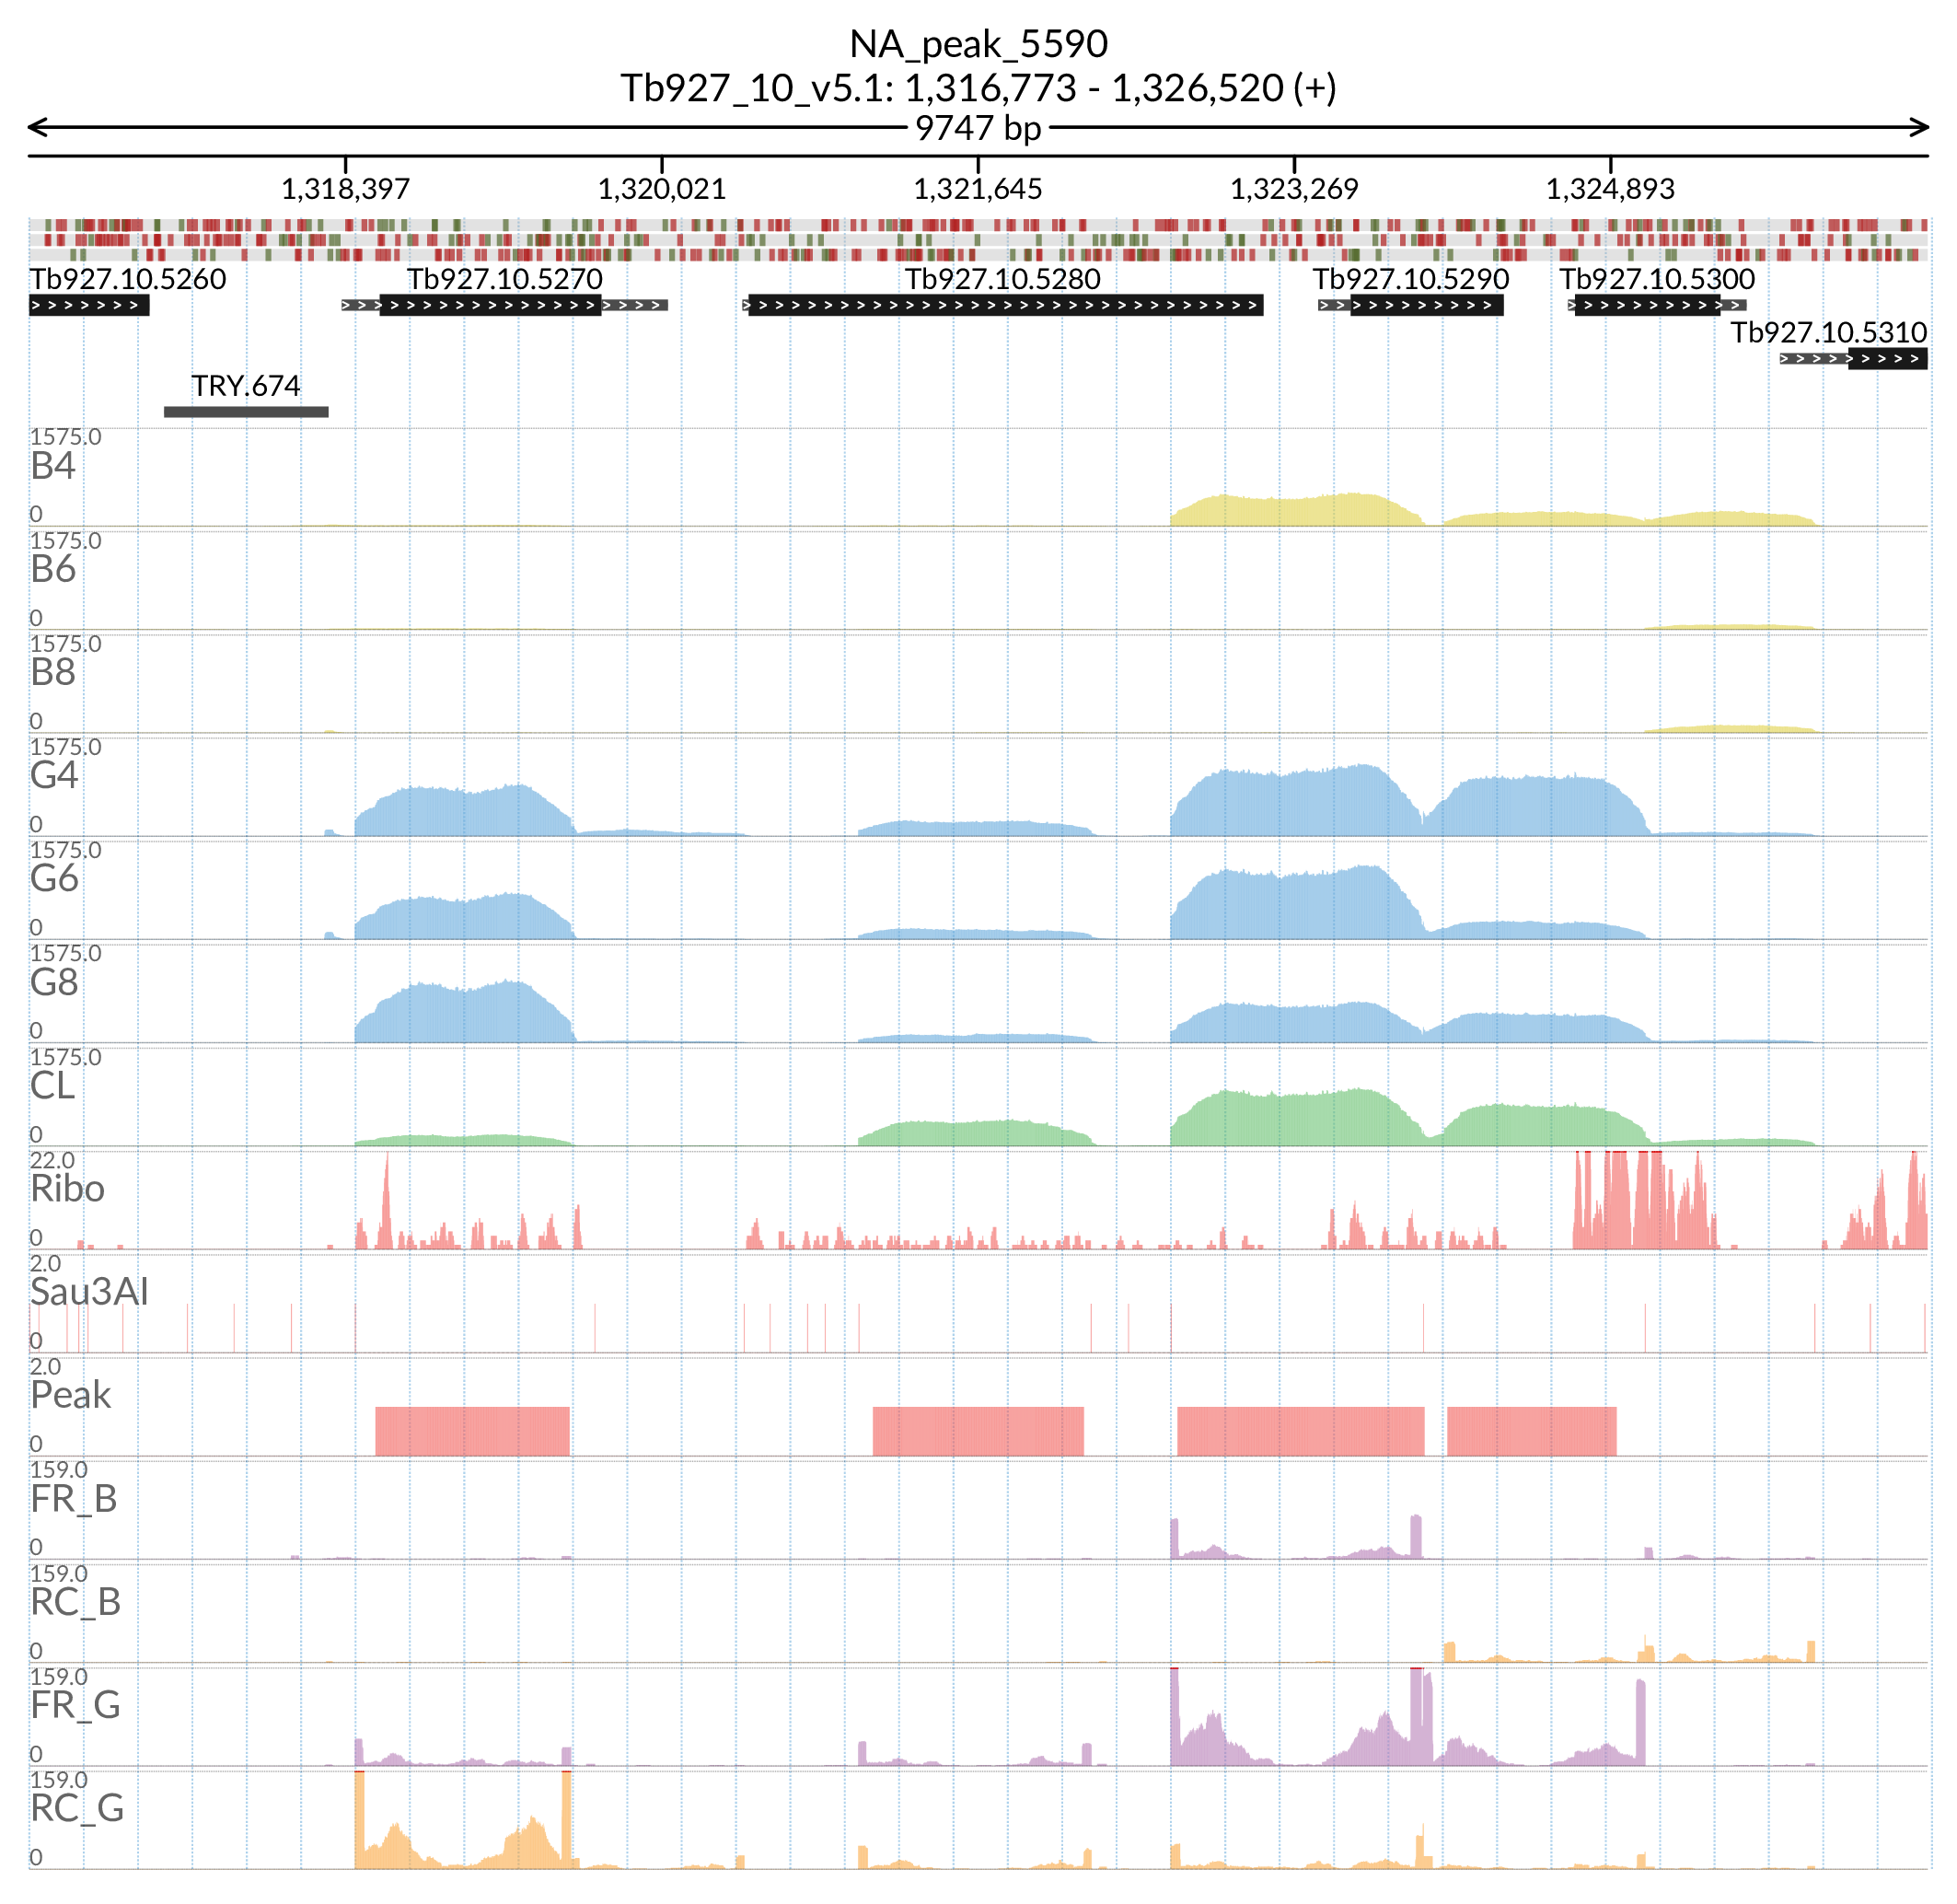 NA_peak_5590
Tb927_10_v5.1: 1,316,773 - 1,326,520 (+)
9747 bp
1,318,397 1,320,021 1,321,645 1,323,269 1,324,893
Tb927.10.5260 Tb927.10.5270 Tb927.10.5280 Tb927.10.5290 Tb927.10.5300
Tb927.10.5310
TRY.674
1575.0
B4
0
1575.0
B6
0
1575.0
B8
0
1575.0
G4
0
1575.0
G6
0
1575.0
G8
0
1575.0
CL
0
22.0
Ribo
0
2.0
Sau3AI
0
2.0
Peak
0
159.0
FR_B
0
159.0
RC_B
0
159.0
FR_G
0
159.0
RC_G
0